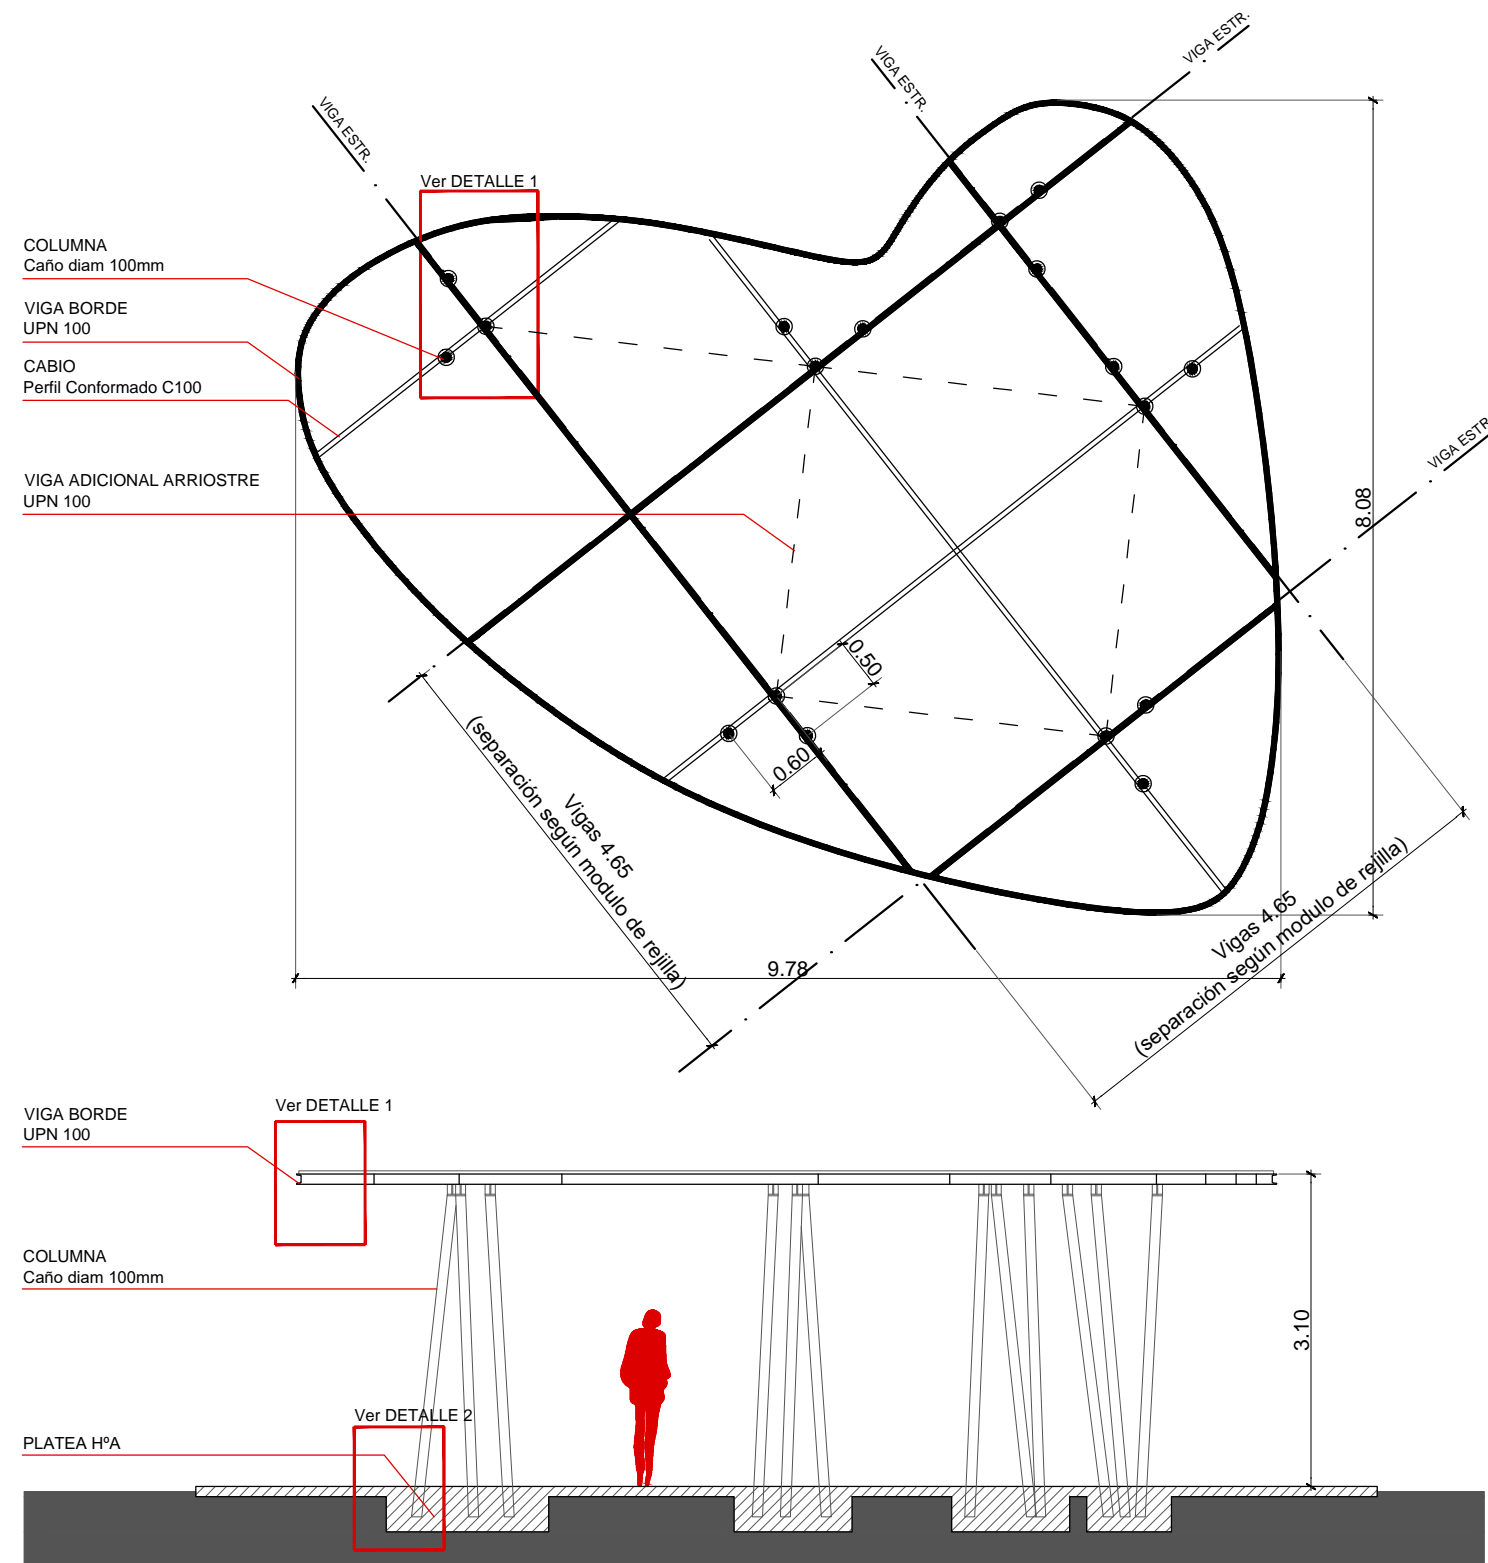 VIGA ESTR.
VIGA ESTR.
VIGA ESTR.
Ver DETALLE 1
COLUMNA
Caño diam 100mm
VIGA BORDE
UPN 100
CABIO
Perfil Conformado C100
VIGA ADICIONAL ARRIOSTRE
UPN 100
VIGA ESTR.
8.08
0.50
0.60
Vigas 4.65
(separación según modulo de rejilla)
Vigas 4.65
(separación según modulo de rejilla)
9.78
Ver DETALLE 1
VIGA BORDE
UPN 100
COLUMNA
Caño diam 100mm
3.10
Ver DETALLE 2
PLATEA HºA